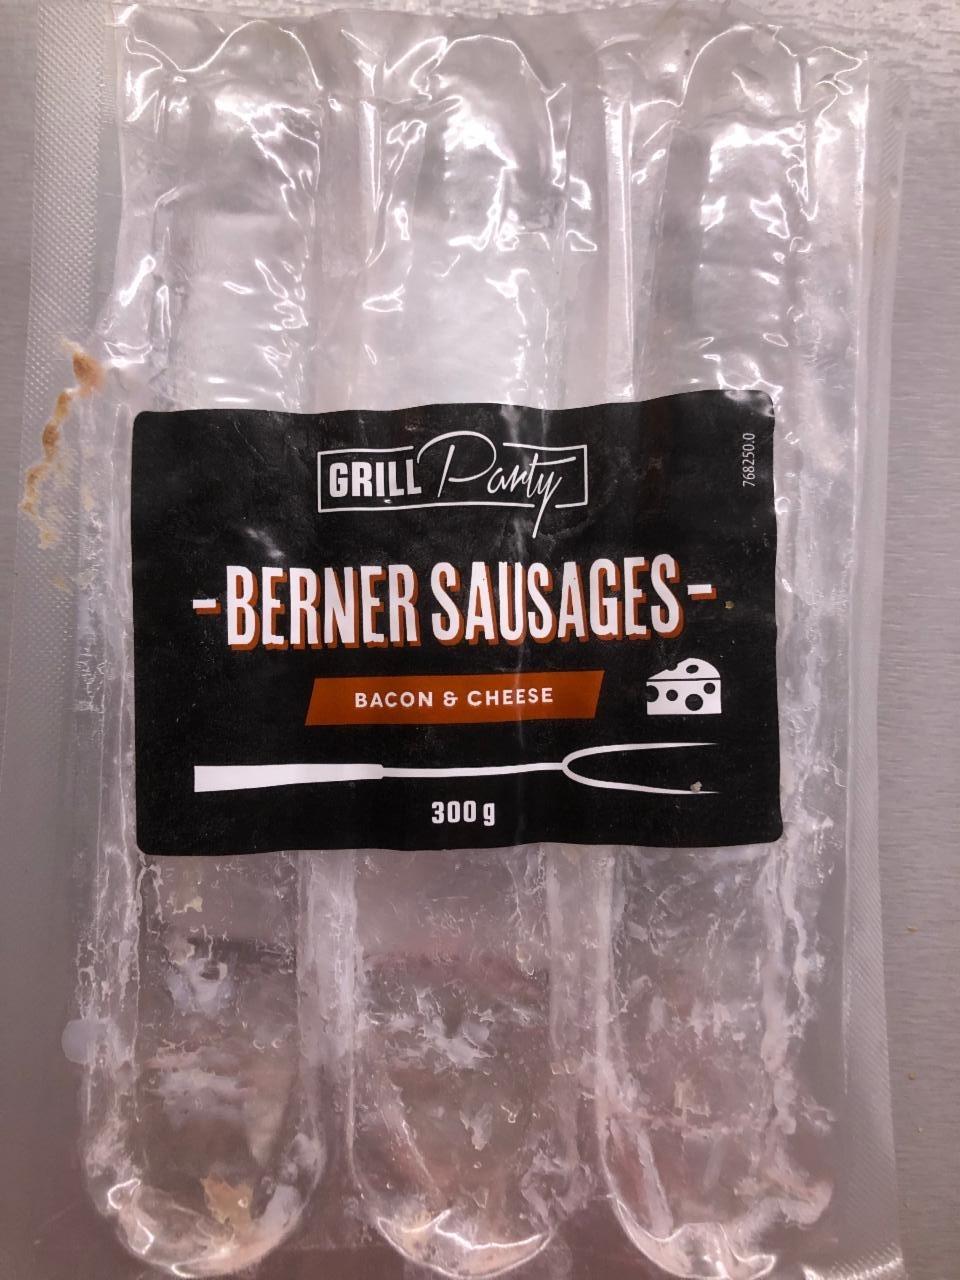 GRILL Party
768250.0
-BERNER SAUSAGES-
BACON & CHEESE
300 g